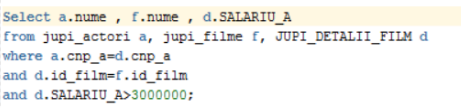 Select a.nume , f.nume , d.SALARIU_A
from jupi_actori a, jupi_filme f, JUPI_DETALII_FILM d
where a.cnp_a=d.cnp_a
and d.id_film=f.id_film
and d.SALARIU_A>3000000;